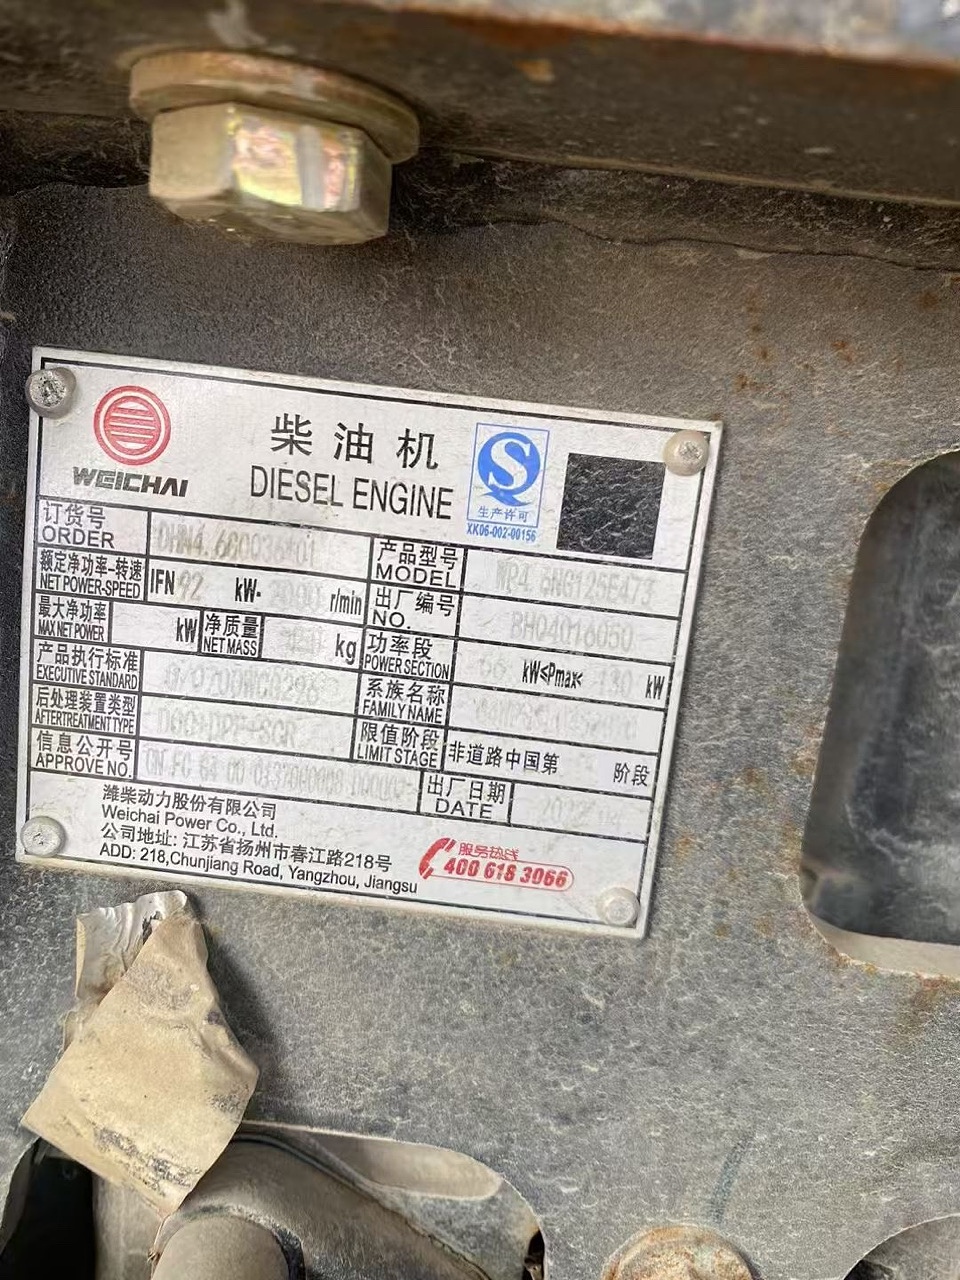 WEICHAI
柴油机
DIESEL ENGINE
S
生产许可
XK06-002-00156
订货号
ORDER
产品型号
MODEL
WP4.6NG125E473
额定净功率-转速
NET POWER-SPEED
IFN 92 kW- r/min
出厂编号
NO.
BH04016050
最大净功率
MAX NET POWER
kW
净质量
NET MASS
kg
功率段
POWER SECTION
kW≤Pmax< 130 kW
产品执行标准
EXECUTIVE STANDARD
系族名称
FAMILY NAME
后处理装置类型
AFTERTREATMENT TYPE
限值阶段
LIMIT STAGE
非道路中国第 阶段
信息公开号
APPROVE NO.
出厂日期
DATE
潍柴动力股份有限公司
Weichai Power Co., Ltd.
公司地址: 江苏省扬州市春江路218号
ADD: 218,Chunjiang Road, Yangzhou, Jiangsu
服务热线
400 618 3066